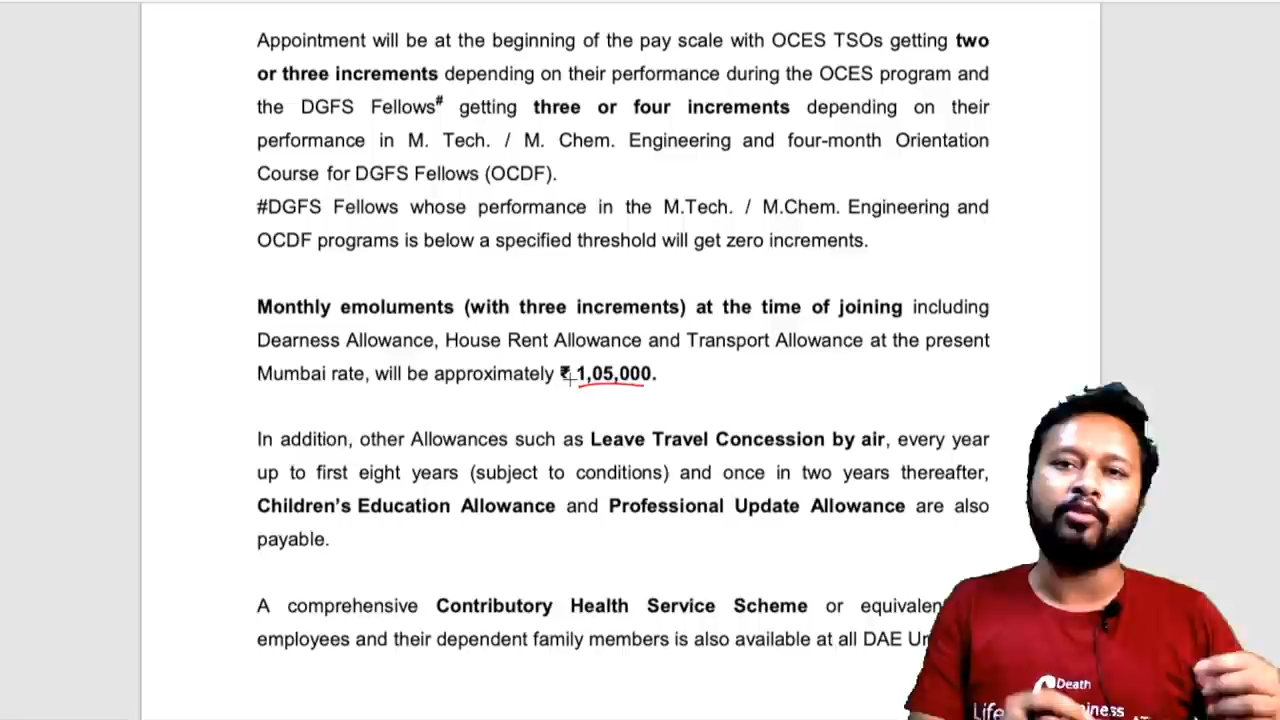 Appointment will be at the beginning of the pay scale with OCES TSOs getting two
or three increments depending on their performance during the OCES program and
the DGFS Fellows# getting three or four increments depending on their
performance in M. Tech. / M. Chem. Engineering and four-month Orientation
Course for DGFS Fellows (OCDF).
#DGFS Fellows whose performance in the M.Tech. / M.Chem. Engineering and
OCDF programs is below a specified threshold will get zero increments.
Monthly emoluments (with three increments) at the time of joining including
Dearness Allowance, House Rent Allowance and Transport Allowance at the present
Mumbai rate, will be approximately ₹ 1,05,000.
In addition, other Allowances such as Leave Travel Concession by air, every year
up to first eight years (subject to conditions) and once in two years thereafter,
Children's Education Allowance and Professional Update Allowance are also
payable.
A comprehensive Contributory Health Service Scheme or
employees and their dependent family members is also available at all DAE
Death
Life